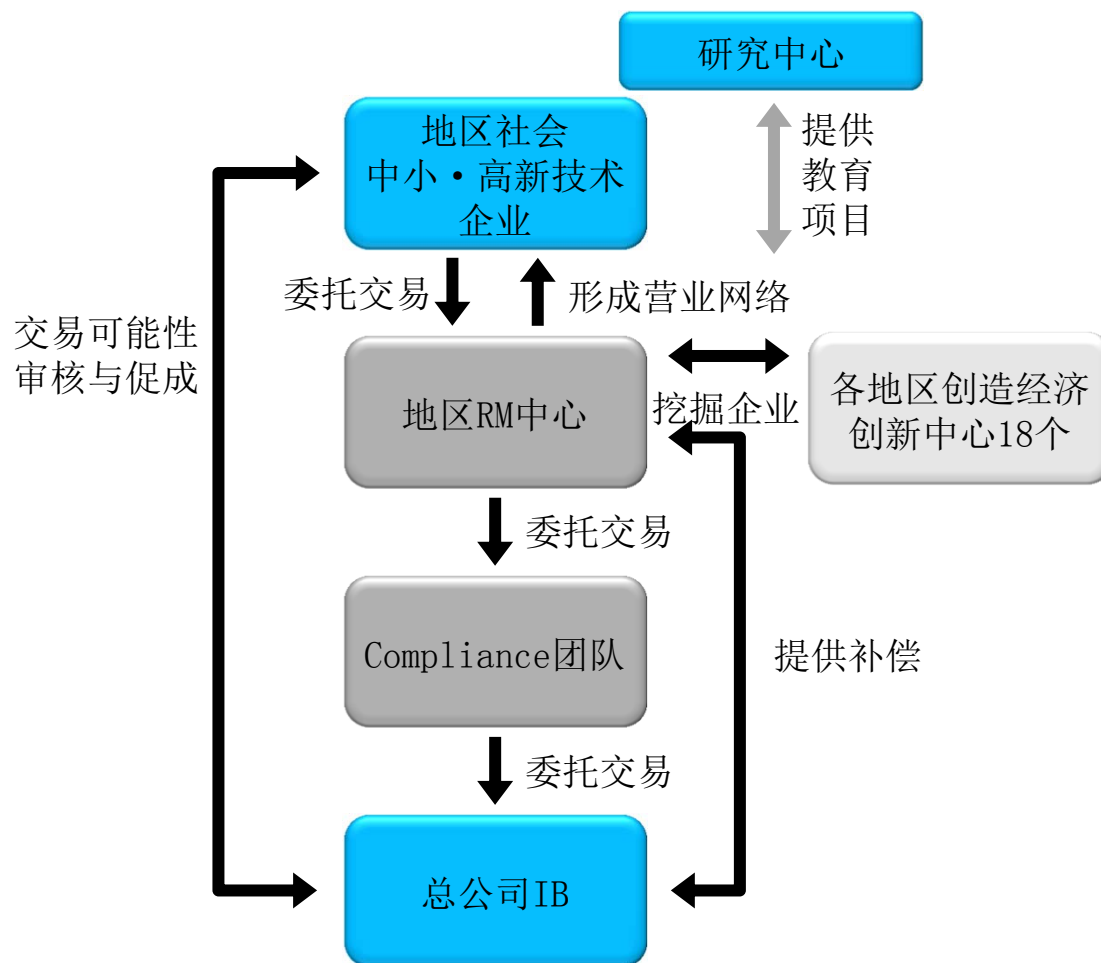 研究中心
地区社会
中小·高新技术
企业
提供
教育
项目
委托交易
形成营业网络
交易可能性
审核与促成
地区RM中心
挖掘企业
各地区创造经济
创新中心18个
委托交易
Compliance团队
提供补偿
委托交易
总公司IB